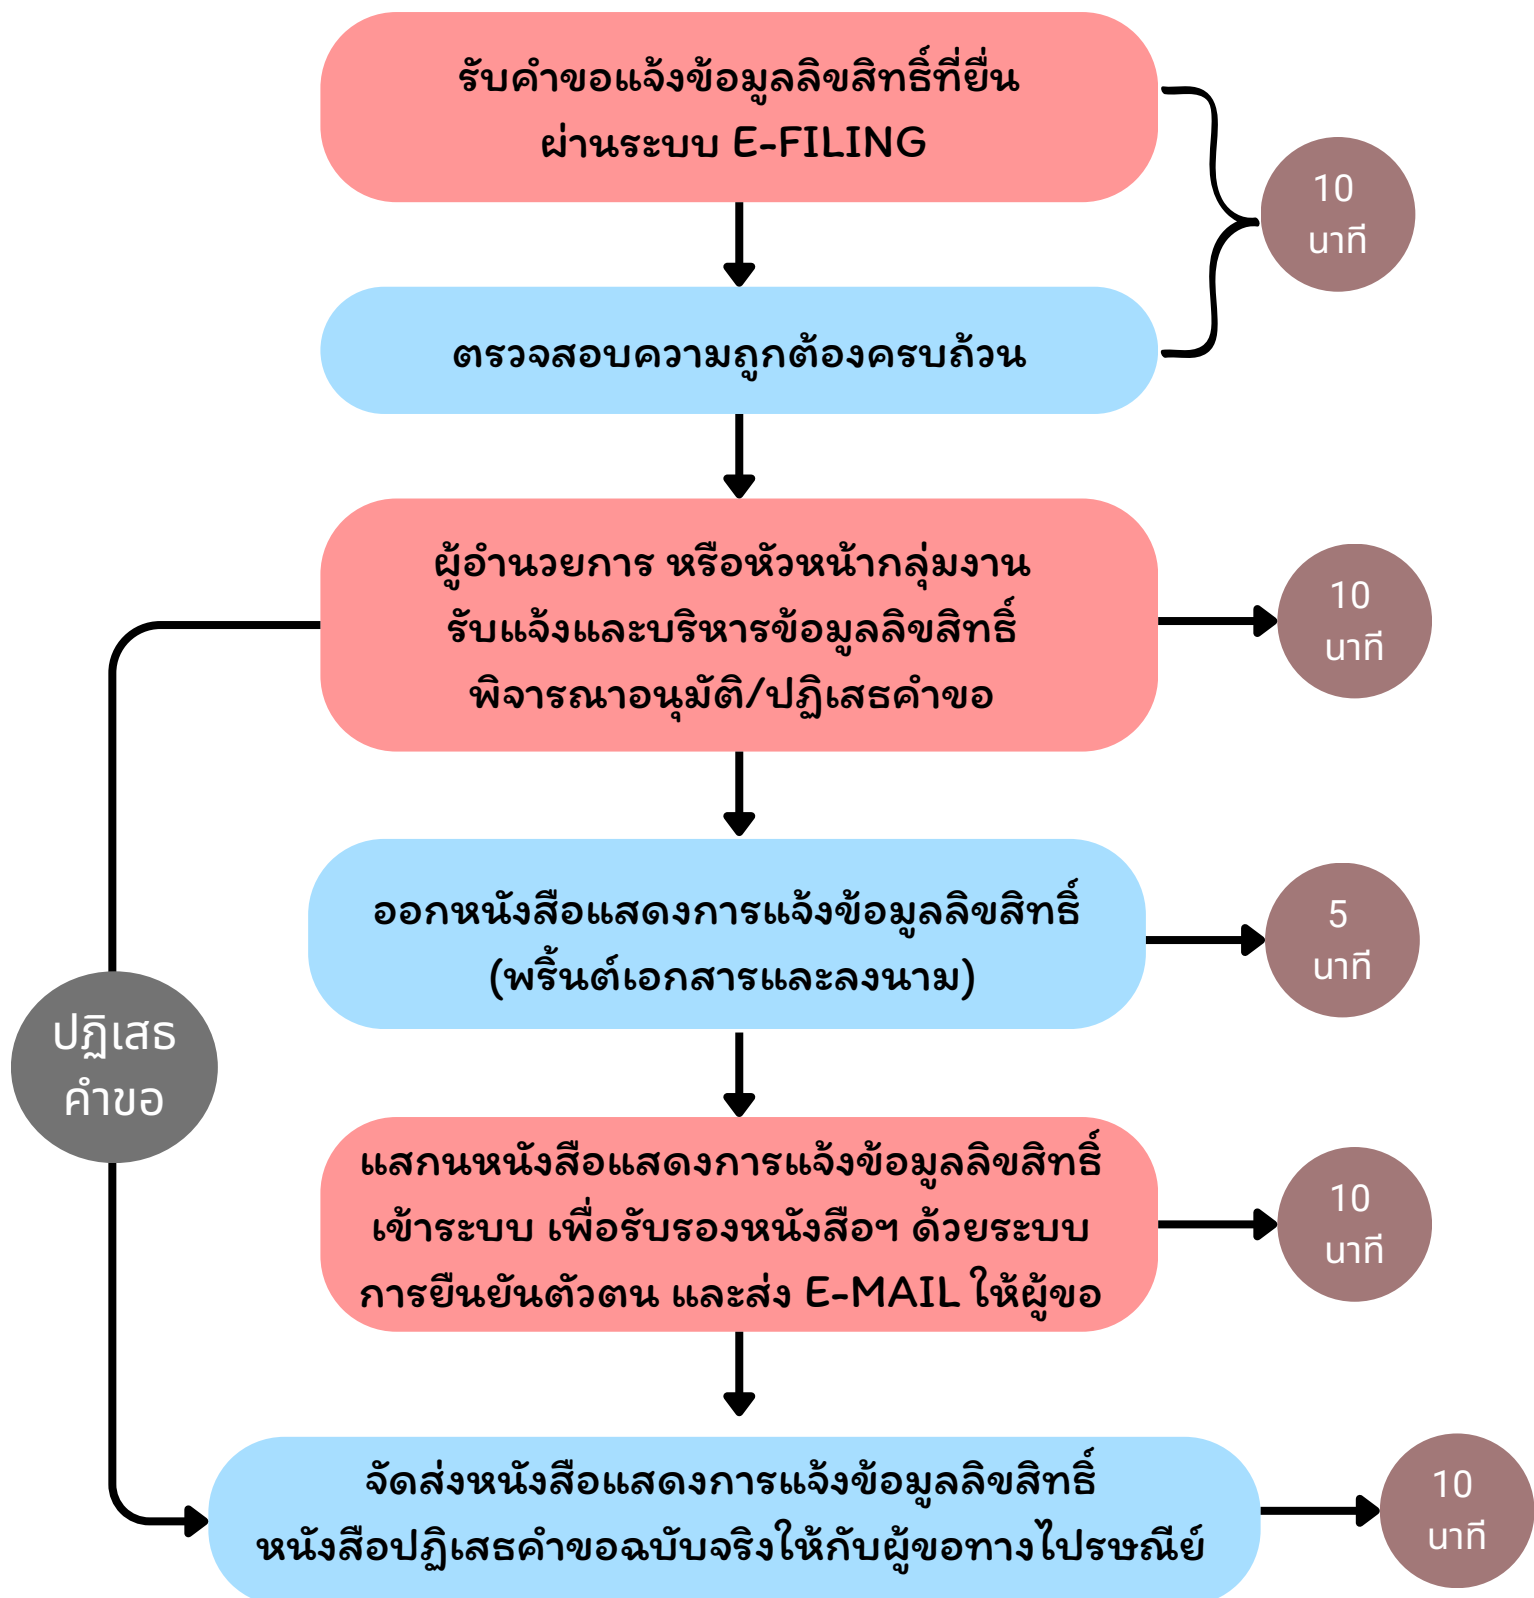 รับคำขอแจ้งข้อมูลลิขสิทธิ์ที่ยื่น
ผ่านระบบ E-FILING
10
นาที
ตรวจสอบความถูกต้องครบถ้วน
ผู้อำนวยการ หรือหัวหน้ากลุ่มงาน
รับแจ้งและบริหารข้อมูลลิขสิทธิ์
พิจารณาอนุมัติ/ปฏิเสธคำขอ
10
นาที
ออกหนังสือแสดงการแจ้งข้อมูลลิขสิทธิ์
(พริ้นต์เอกสารและลงนาม)
5
นาที
ปฏิเสธ
คำขอ
แสกนหนังสือแสดงการแจ้งข้อมูลลิขสิทธิ์
เข้าระบบ เพื่อรับรองหนังสือฯ ด้วยระบบ
การยืนยันตัวตน และส่ง E-MAIL ให้ผู้ขอ
10
นาที
จัดส่งหนังสือแสดงการแจ้งข้อมูลลิขสิทธิ์
หนังสือปฏิเสธคำขอฉบับจริงให้กับผู้ขอทางไปรษณีย์
10
นาที